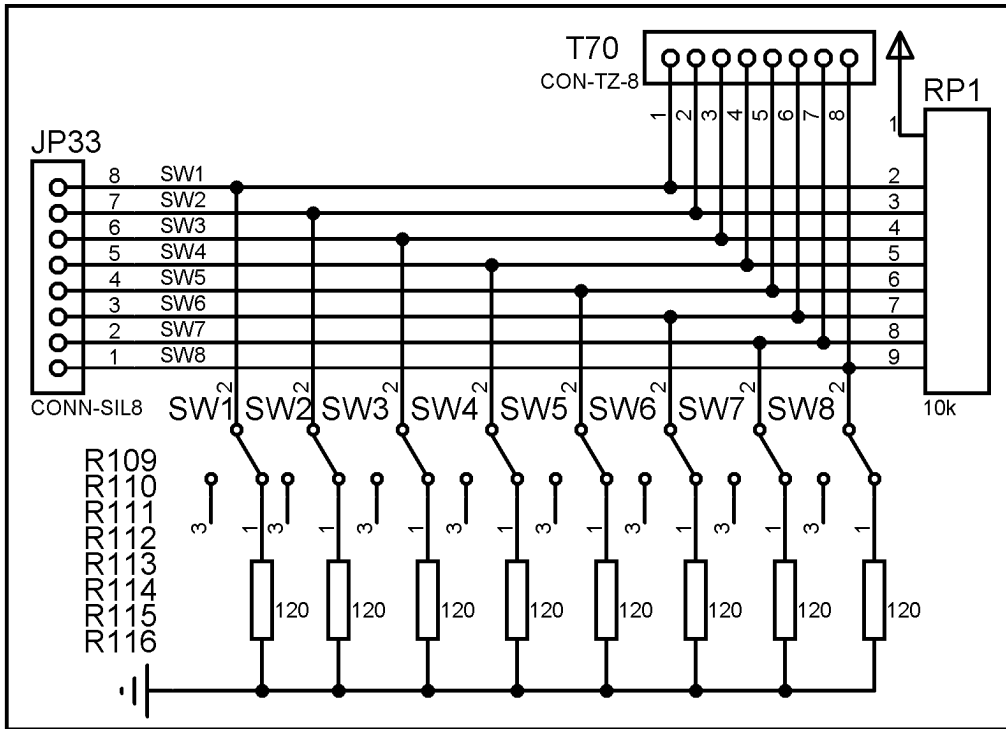 T70
CON-TZ-8
1 2 3 4 5 6 7 8
RP1
1
JP33
8 SW1 2
7 SW2 3
6 SW3 4
5 SW4 5
4 SW5 6
3 SW6 7
2 SW7 8
1 SW8 9
CONN-SIL8
10k
2 2 2 2 2 2 2 2
SW1 SW2 SW3 SW4 SW5 SW6 SW7 SW8
R109
R110
R111
R112
R113
R114
R115
R116
3 1 3 1 3 1 3 1 3 1 3 1 3 1 3 1
120 120 120 120 120 120 120 120